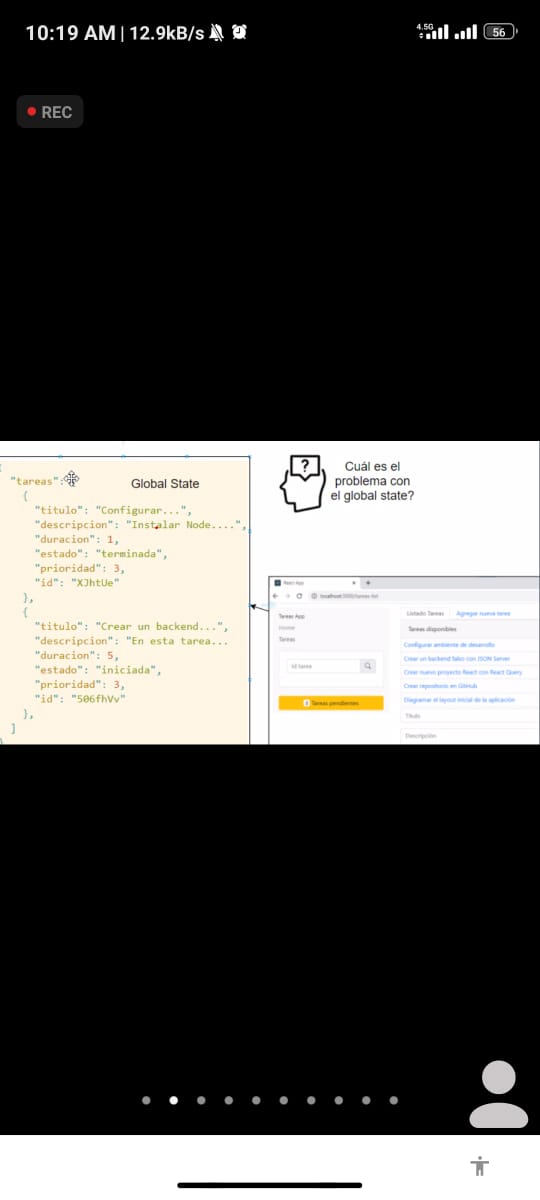 10:19 AM | 12.9kB/s
4.5G
56
REC
"tareas":
Global State
{
"titulo": "Configurar...",
"descripcion": "Instalar Node....",
"duracion": 1,
"estado": "terminada",
"prioridad": 3,
"id": "XJhtUe"
},
{
"titulo": "Crear un backend...",
"descripcion": "En esta tarea...
"duracion": 5,
"estado": "iniciada",
"prioridad": 3,
"id": "506fhVv"
},
]
?
Cuál es el
problema con
el global state?
React App
localhost:3000/tareas-list
Tareas App
Home
Tareas
Id tarea
Tareas pendientes
Listado Tareas
Agregar nueva tarea
Tareas disponibles
Configurar ambiente de desarrollo
Crear un backend falso con JSON Server
Crear nuevo proyecto React con React Query
Crear repositorio en GitHub
Diagramar el layout inicial de la aplicación
Título
Descripción